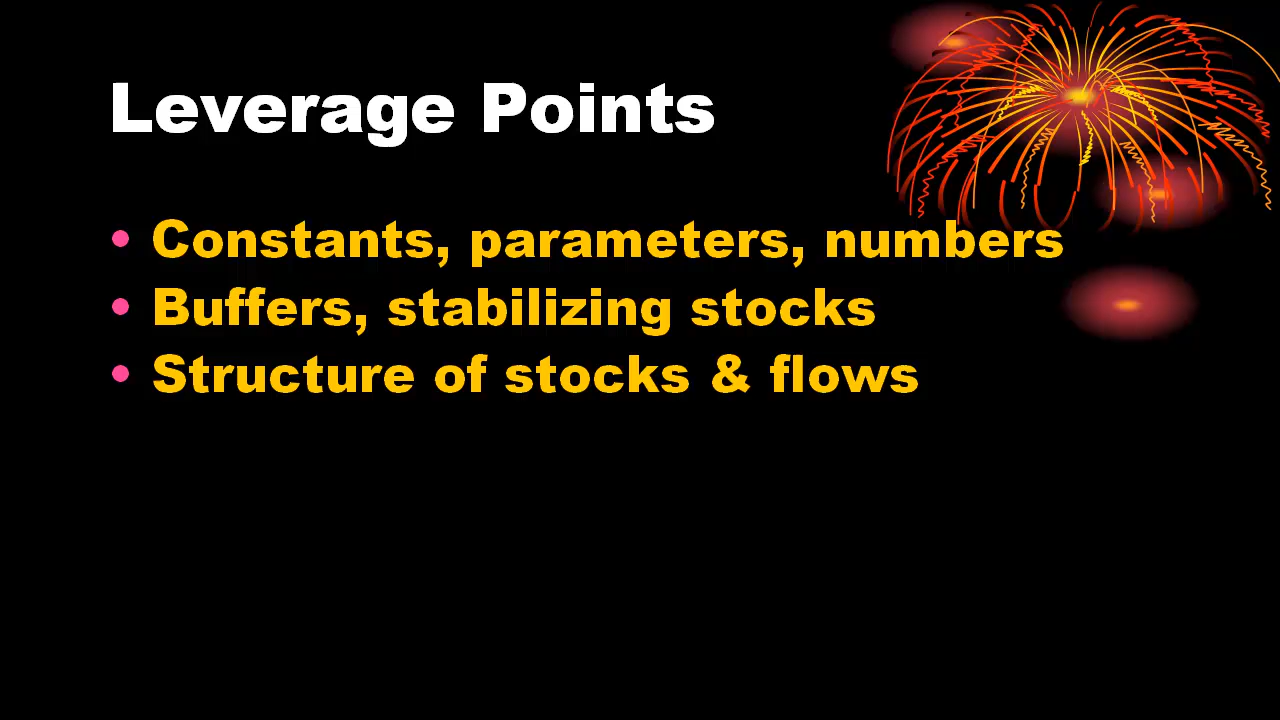 Leverage Points
• Constants, parameters, numbers
• Buffers, stabilizing stocks
• Structure of stocks & flows